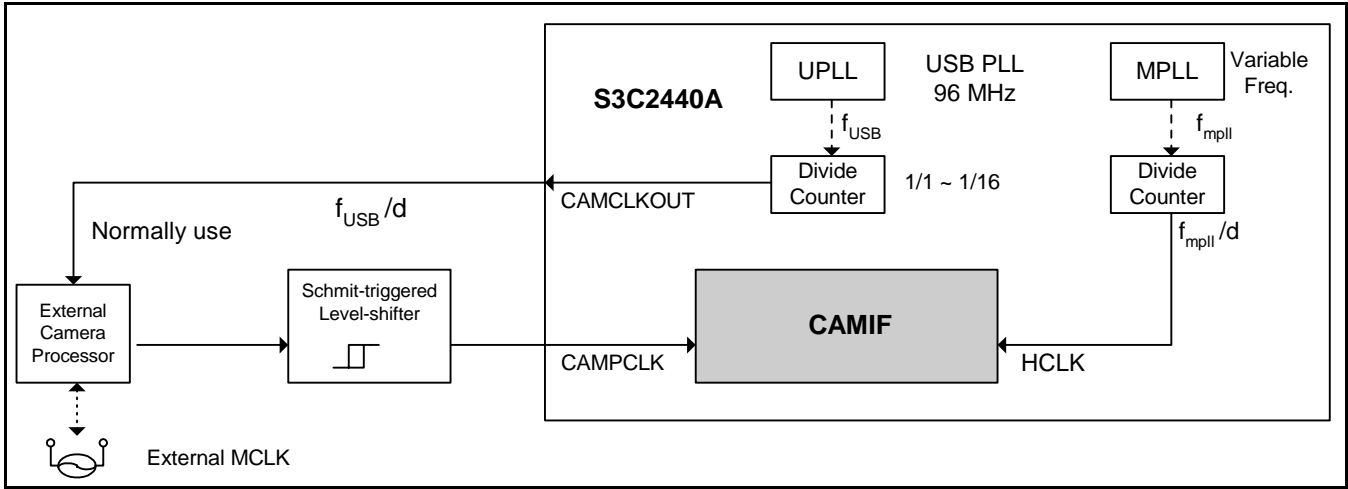 UPLL
USB PLL
96 MHz
MPLL
Variable
Freq.
S3C2440A
fUSB
fmpll
Divide
Counter
1/1 ~ 1/16
Divide
Counter
CAMCLKOUT
fUSB /d
fmpll /d
Normally use
External
Camera
Processor
Schmit-triggered
Level-shifter
CAMIF
CAMPCLK
HCLK
External MCLK